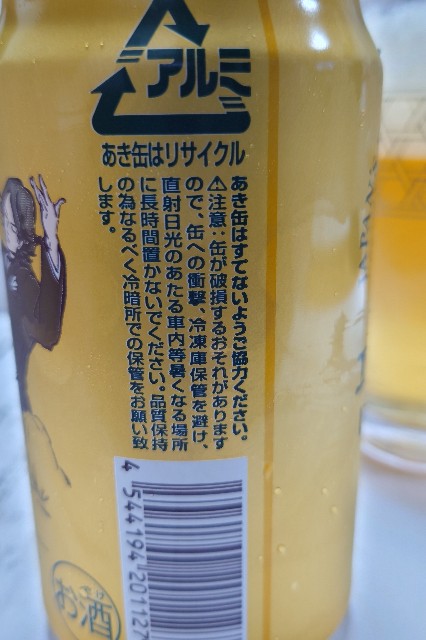 アルミ
あき缶はリサイクル
あき缶はすてないようご協力ください。
⚠注意：缶が破損するおそれがあります
ので、缶への衝撃、冷凍庫保管を避け、
直射日光のあたる車内等暑くなる場所
に長時間置かないでください。品質保持
の為なるべく冷暗所での保管をお願い致
します。
4 544194 201127
お酒